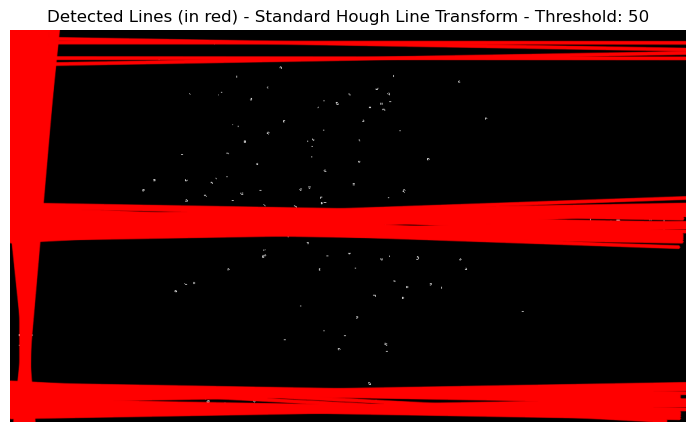 Detected Lines (in red) - Standard Hough Line Transform - Threshold: 50